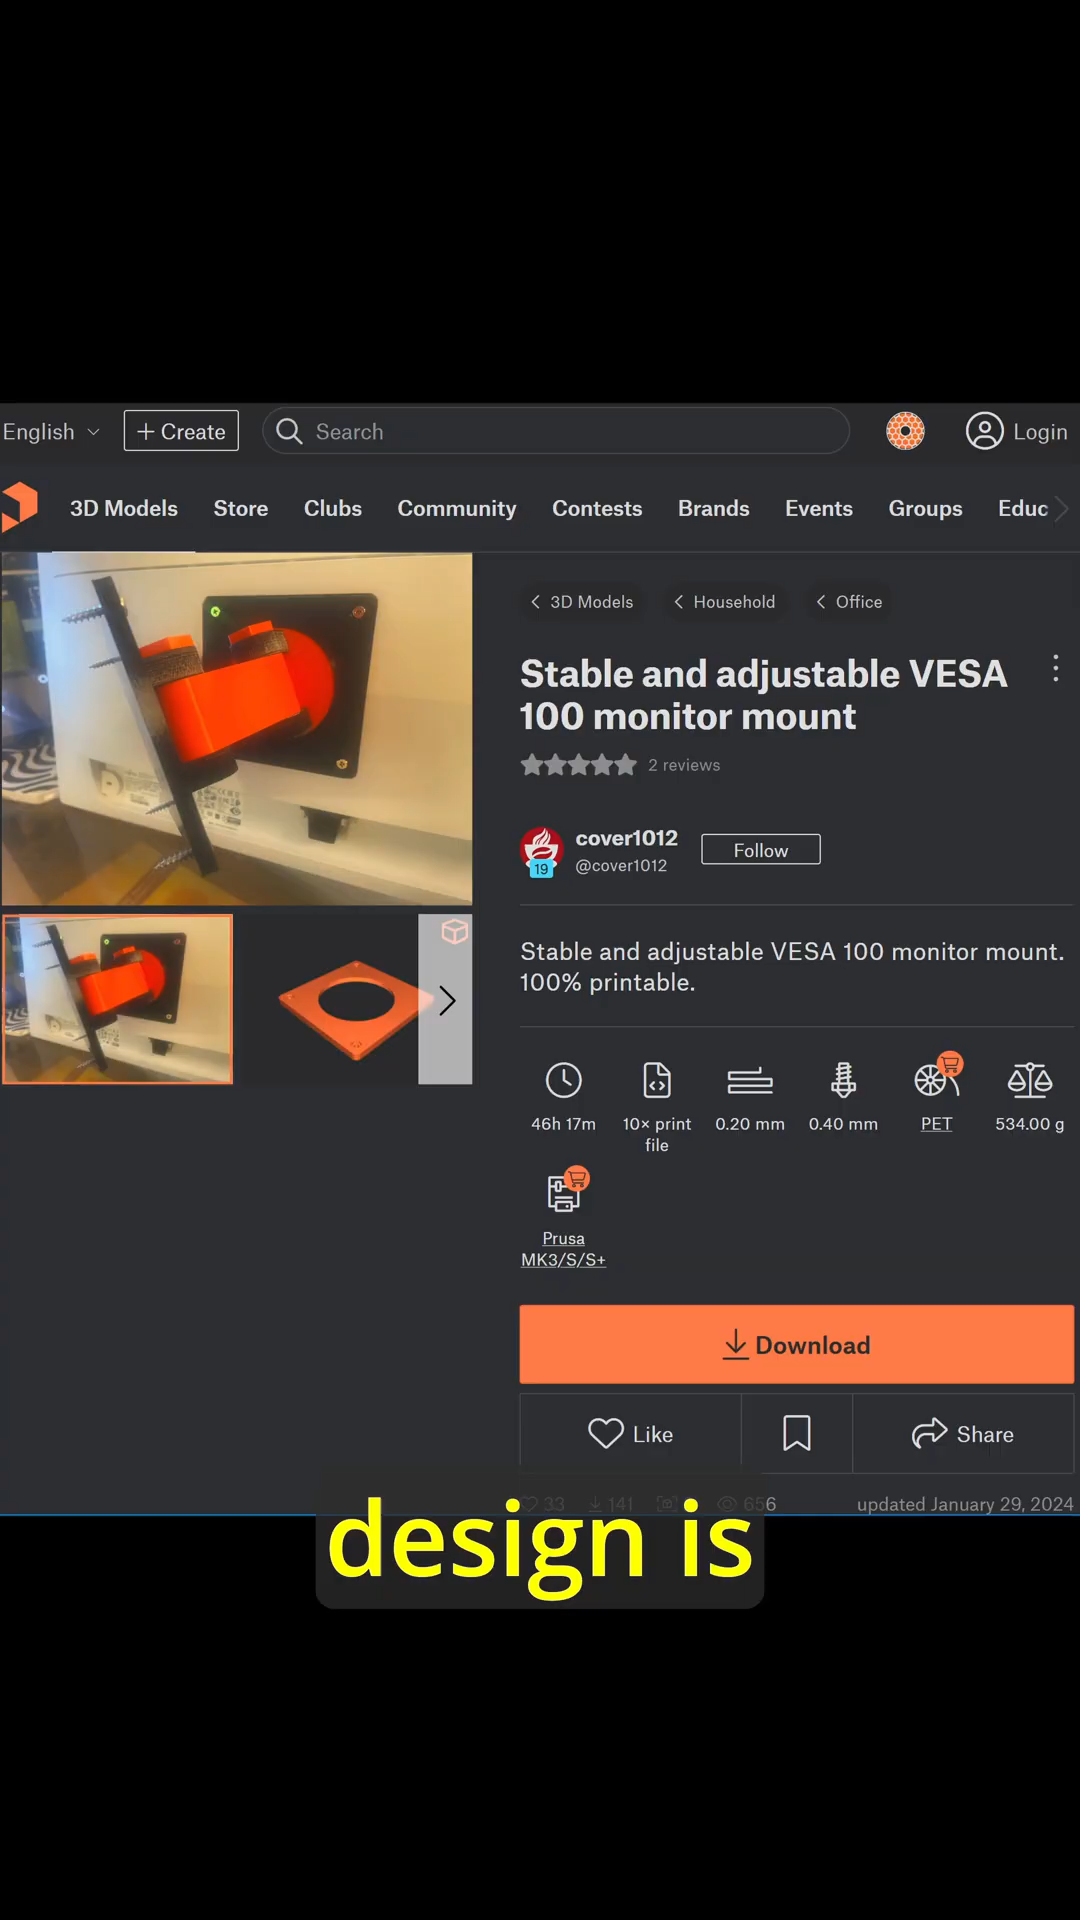 English
+ Create
Search
Login
3D Models
Store
Clubs
Community
Contests
Brands
Events
Groups
Educ
3D Models
Household
Office
Stable and adjustable VESA
100 monitor mount
2 reviews
cover1012
@cover1012
19
Follow
Stable and adjustable VESA 100 monitor mount.
100% printable.
46h 17m
10× print
file
0.20 mm
0.40 mm
PET
534.00 g
Prusa
MK3/S/S+
Download
Like
Share
33
141
656
updated January 29, 2024
design is